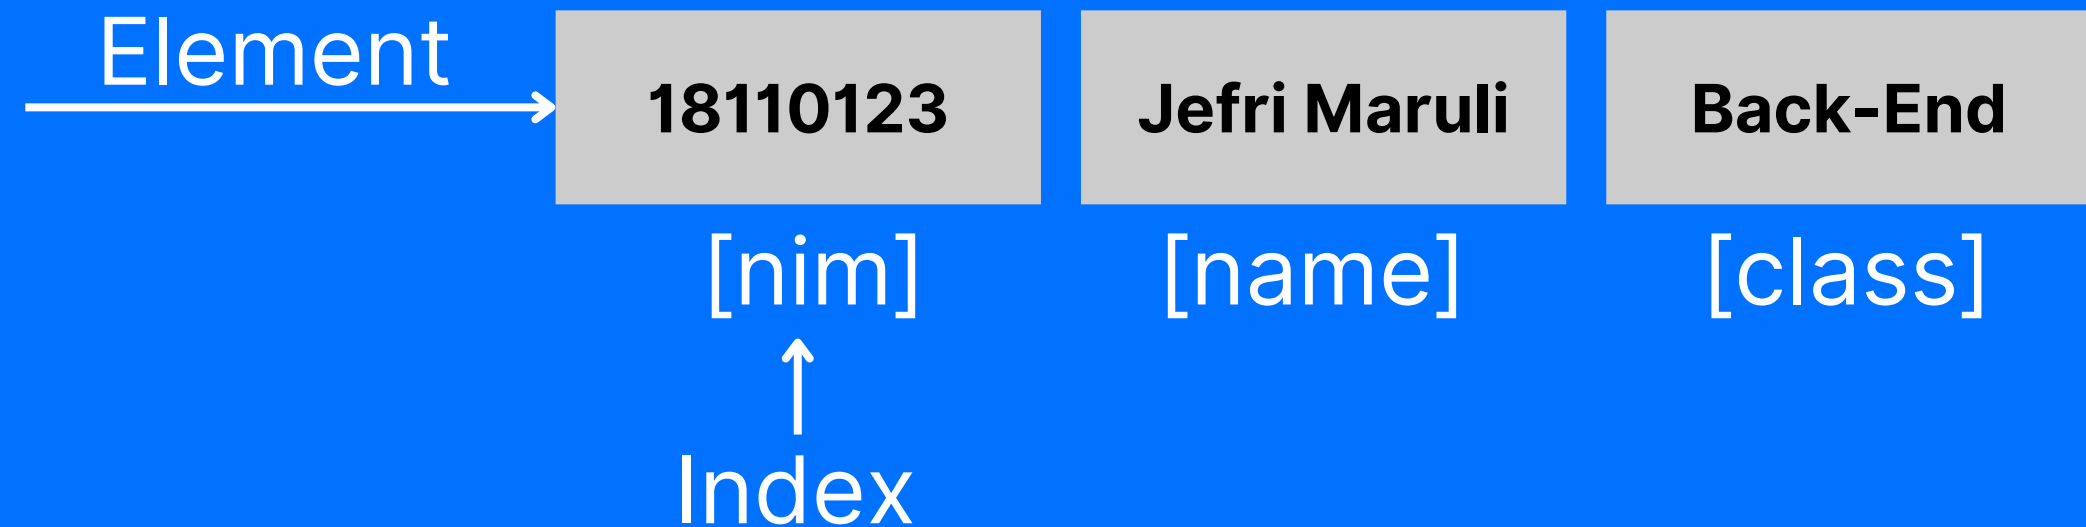 Element
18110123
Jefri Maruli
Back-End
[nim]
[name]
[class]
Index